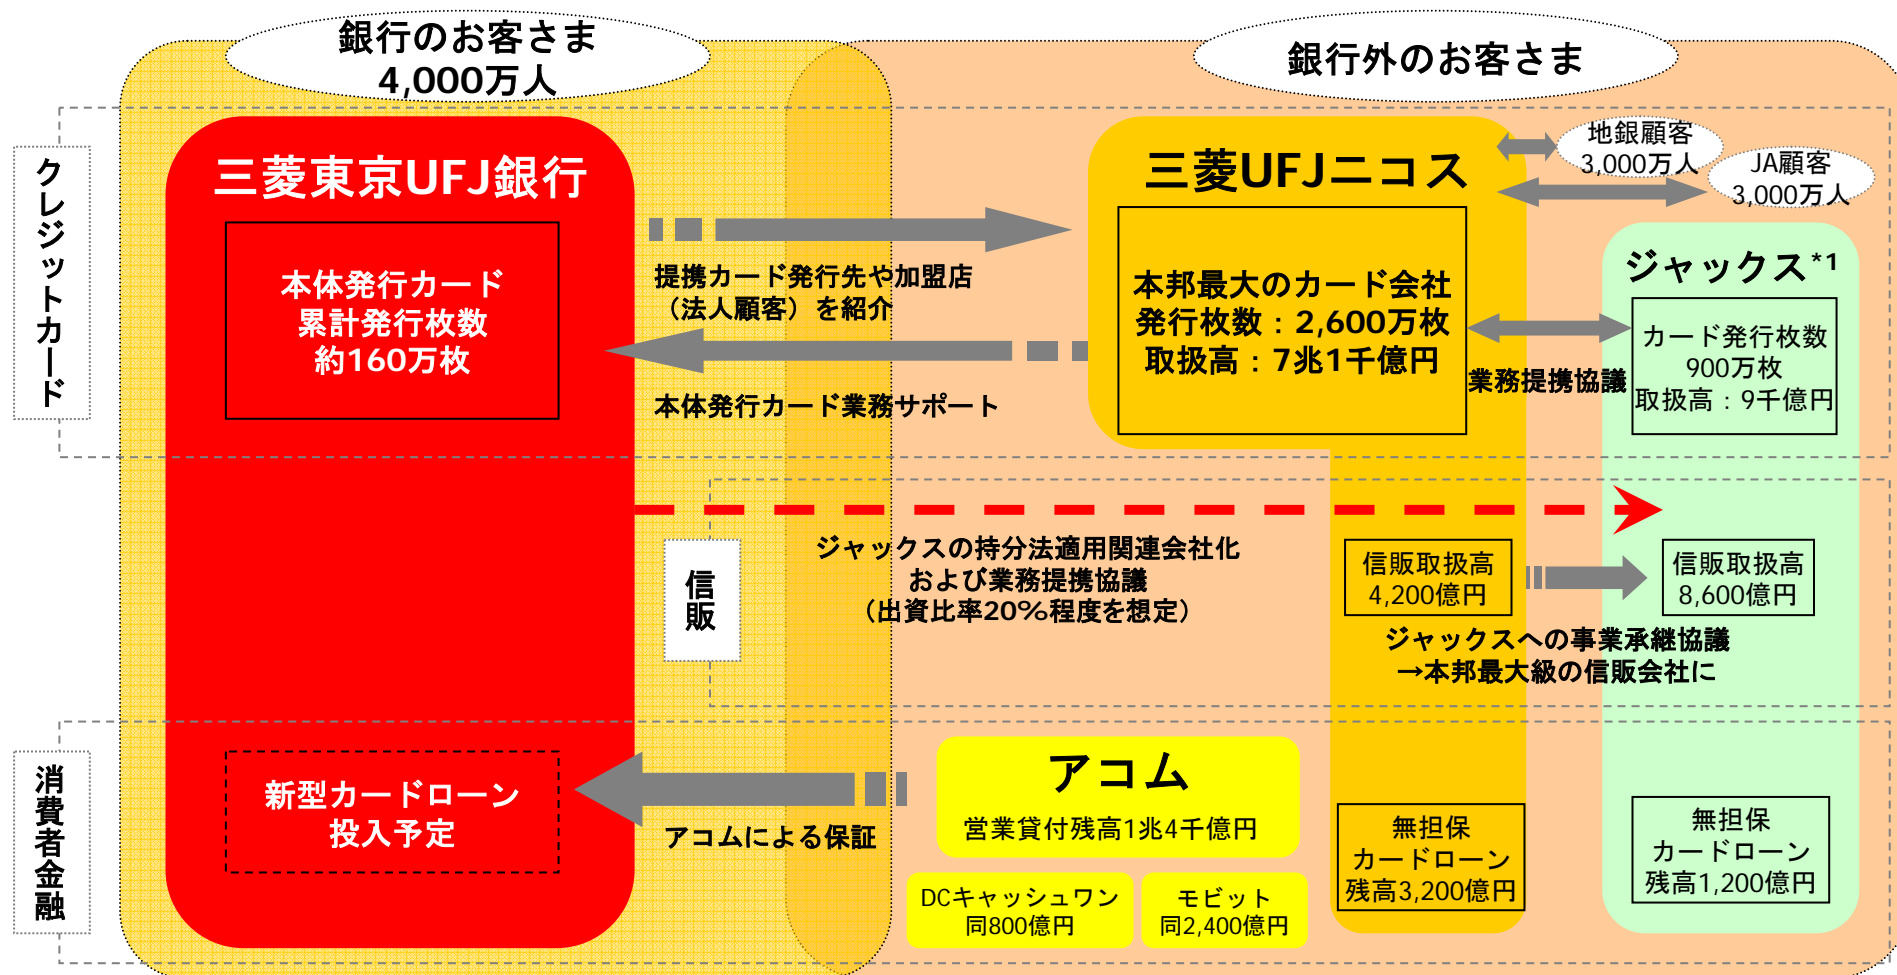 銀行のお客さま
4,000万人
銀行外のお客さま
クレジットカード
三菱東京UFJ銀行
本体発行カード
累計発行枚数
約160万枚
提携カード発行先や加盟店
（法人顧客）を紹介
本体発行カード業務サポート
三菱UFJニコス
本邦最大のカード会社
発行枚数：2,600万枚
取扱高：7兆1千億円
地銀顧客
3,000万人
JA顧客
3,000万人
業務提携協議
ジャックス*1
カード発行枚数
900万枚
取扱高：9千億円
信販
ジャックスの持分法適用関連会社化
および業務提携協議
（出資比率20%程度を想定）
信販取扱高
4,200億円
信販取扱高
8,600億円
ジャックスへの事業承継協議
→本邦最大級の信販会社に
消費者金融
新型カードローン
投入予定
アコムによる保証
アコム
営業貸付残高1兆4千億円
DCキャッシュワン
同800億円
モビット
同2,400億円
無担保
カードローン
残高3,200億円
無担保
カードローン
残高1,200億円